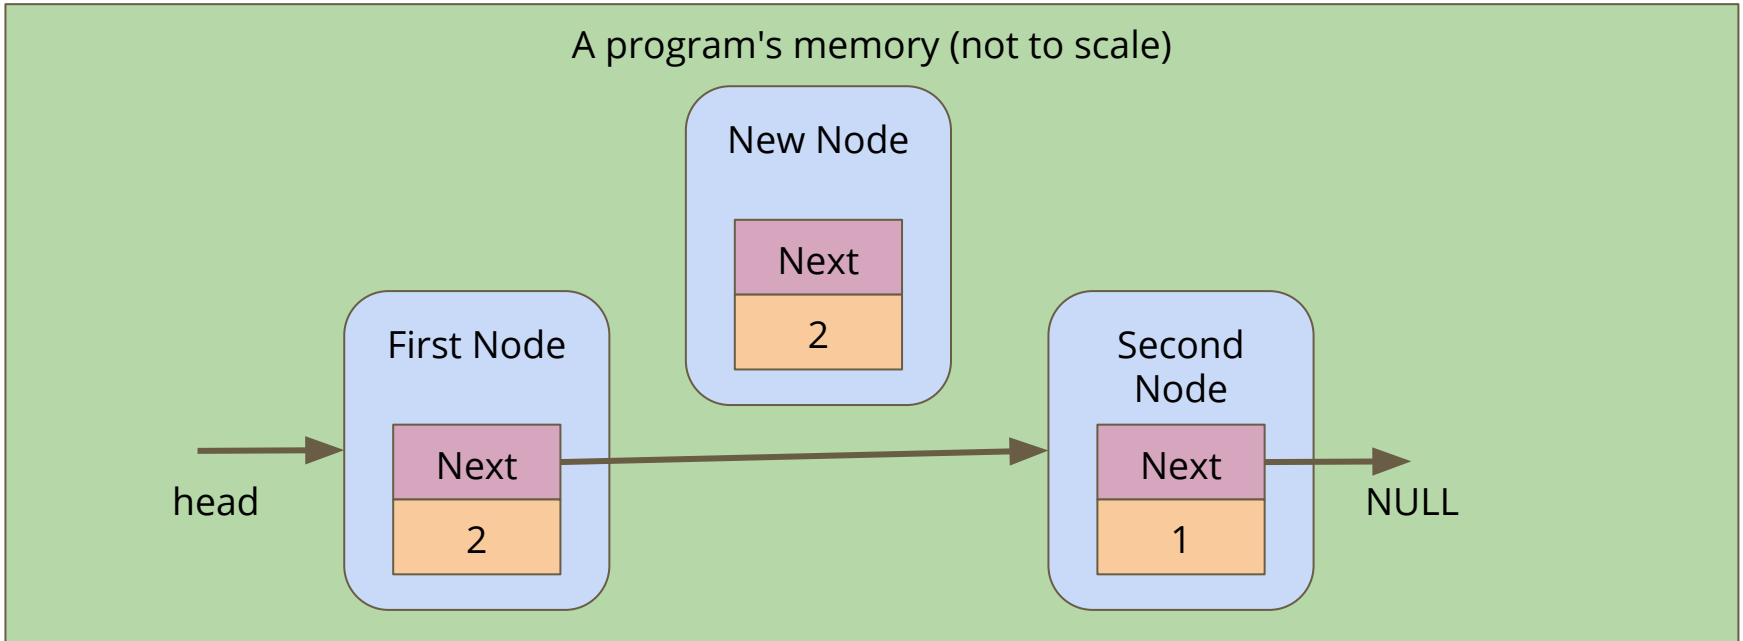 A program's memory (not to scale)
New Node
Next
2
First Node
Next
2
head
Second
Node
Next
1
NULL